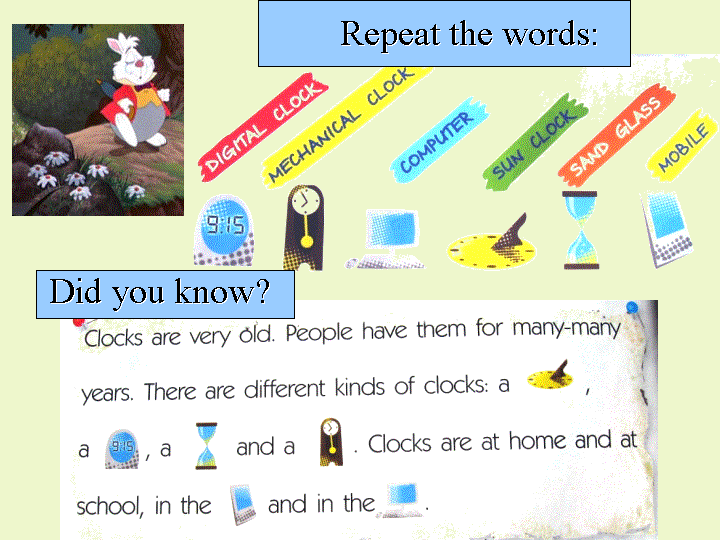 Repeat the words:
DIGITAL CLOCK
MECHANICAL CLOCK
COMPUTER
SUN CLOCK
SAND GLASS
MOBILE
9:15
Did you know?
Clocks are very old. People have them for many-many
years. There are different kinds of clocks: a ,
a 9:15, a and a . Clocks are at home and at
school, in the and in the .